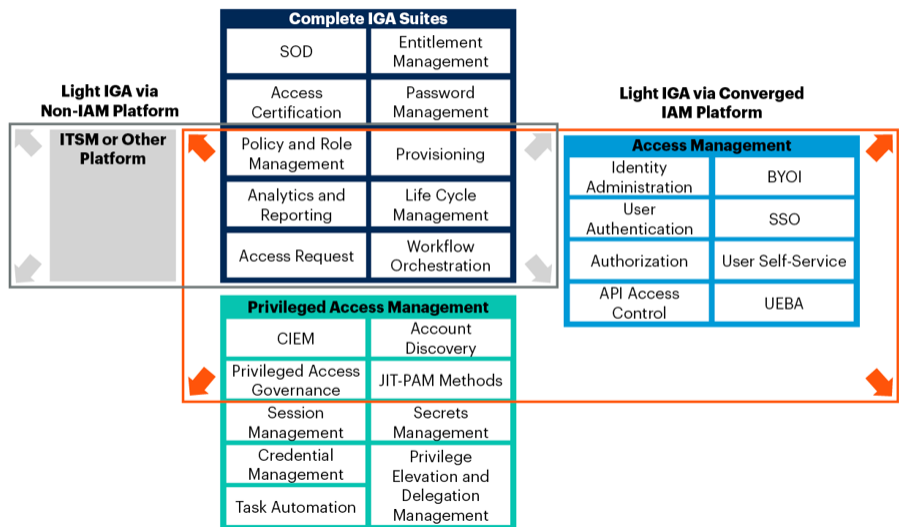 Complete IGA Suites
SOD
Entitlement
Management
Access
Certification
Password
Management
Policy and Role
Management
Provisioning
Analytics and
Reporting
Life Cycle
Management
Access Request
Workflow
Orchestration
Light IGA via
Non-IAM Platform
ITSM or Other
Platform
Light IGA via Converged
IAM Platform
Access Management
Identity
Administration
BYOI
User
Authentication
SSO
Authorization
User Self-Service
API Access
Control
UEBA
Privileged Access Management
CIEM
Account
Discovery
Privileged Access
Governance
JIT-PAM Methods
Session
Management
Secrets
Management
Credential
Management
Privilege
Elevation and
Delegation
Management
Task Automation